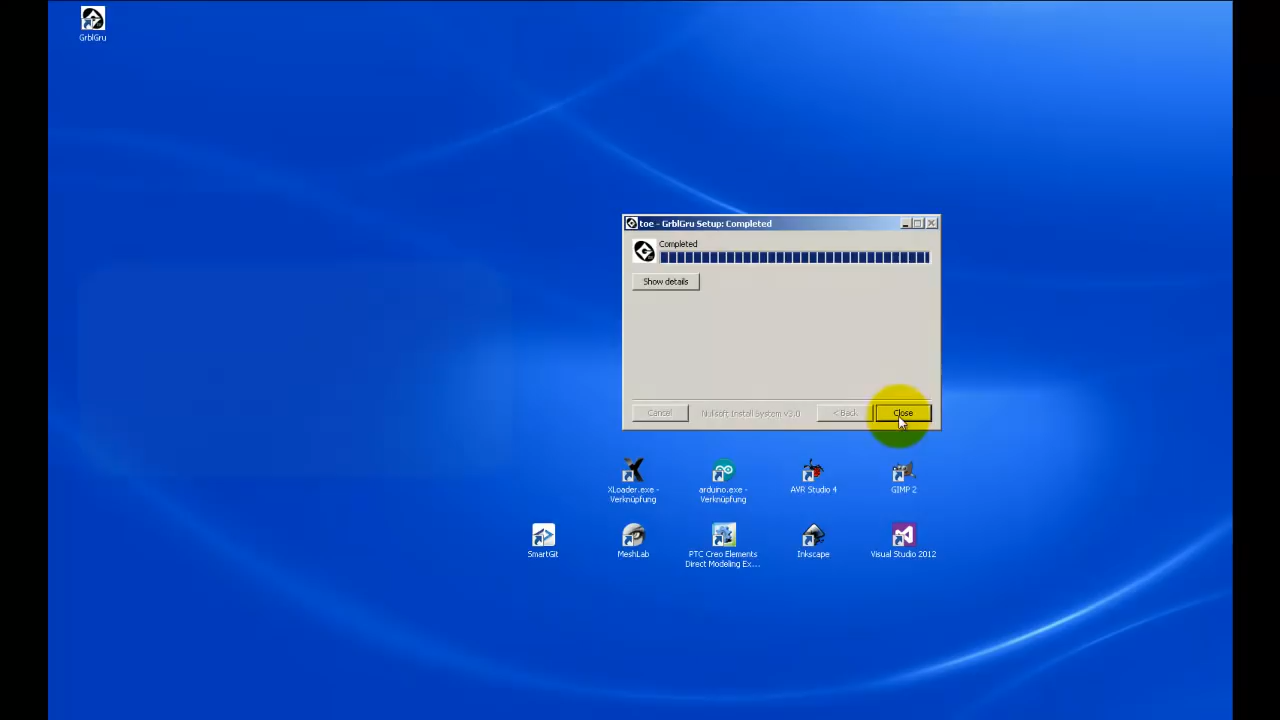 GrblGru
toe - GrblGru Setup: Completed
Completed
Show details
Cancel
Nullsoft Install System v3.0
< Back
Close
XLoader.exe -
Verknüpfung
arduino.exe -
Verknüpfung
AVR Studio 4
GIMP 2
SmartGit
MeshLab
PTC Creo Elements
Direct Modeling Ex...
Inkscape
Visual Studio 2012